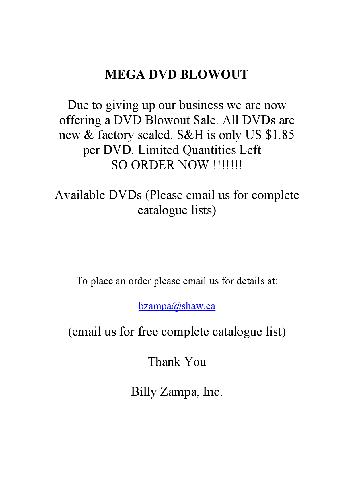 MEGA DVD BLOWOUT
Due to giving up our business we are now
offering a DVD Blowout Sale. All DVDs are
new & factory sealed. S&H is only US $1.85
per DVD. Limited Quantities Left
SO ORDER NOW !!!!!!!
Available DVDs (Please email us for complete
catalogue lists)
To place an order please email us for details at:
bzampa@shaw.ca
(email us for free complete catalogue list)
Thank You
Billy Zampa, Inc.